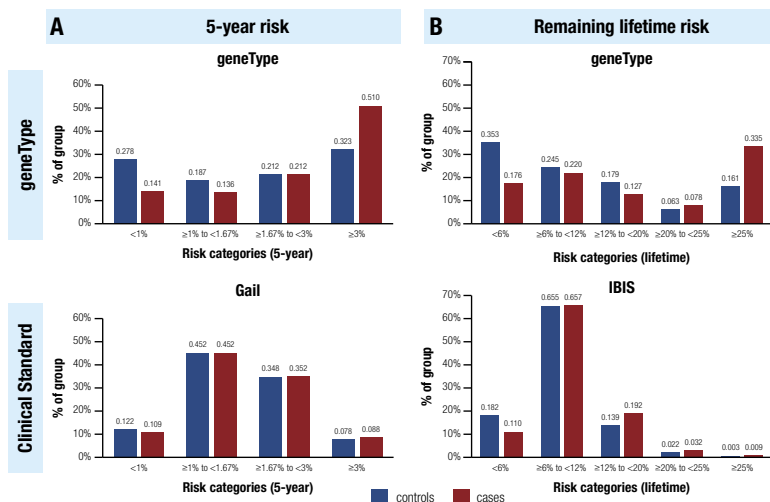 A
5-year risk
B
Remaining lifetime risk
geneType
geneType
geneType
% of group
60%
50%
40%
30%
20%
10%
0%
0.278
0.141
0.187
0.136
0.212
0.212
0.323
0.510
<1%
≥1% to <1.67%
≥1.67% to <3%
≥3%
Risk categories (5-year)
% of group
70%
60%
50%
40%
30%
20%
10%
0%
0.353
0.176
0.245
0.220
0.179
0.127
0.063
0.078
0.161
0.335
<6%
≥6% to <12%
≥12% to <20%
≥20% to <25%
≥25%
Risk categories (lifetime)
Clinical Standard
Gail
% of group
60%
50%
40%
30%
20%
10%
0%
0.122
0.109
0.452
0.452
0.348
0.352
0.078
0.088
<1%
≥1% to <1.67%
≥1.67% to <3%
≥3%
Risk categories (5-year)
IBIS
% of group
70%
60%
50%
40%
30%
20%
10%
0%
0.182
0.110
0.655
0.657
0.139
0.192
0.022
0.032
0.003
0.009
<6%
≥6% to <12%
≥12% to <20%
≥20% to <25%
≥25%
Risk categories (lifetime)
controls
cases